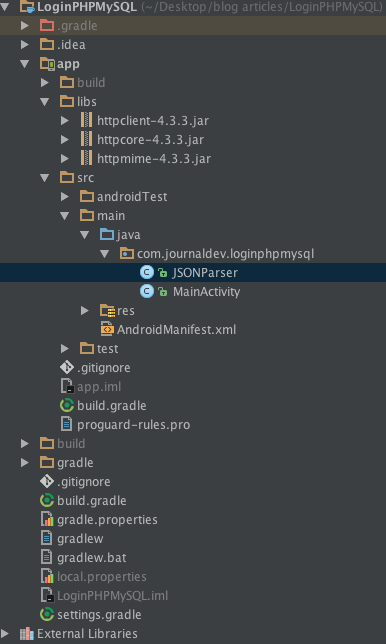 LoginPHPMySQL (~/Desktop/blog articles/LoginPHPMySQL)
.gradle
.idea
app
build
libs
httpclient-4.3.3.jar
httpcore-4.3.3.jar
httpmime-4.3.3.jar
src
androidTest
main
java
com.journaldev.loginphpmysql
C JSONParser
C MainActivity
res
AndroidManifest.xml
test
.gitignore
app.iml
build.gradle
proguard-rules.pro
build
gradle
.gitignore
build.gradle
gradle.properties
gradlew
gradlew.bat
local.properties
LoginPHPMySQL.iml
settings.gradle
External Libraries